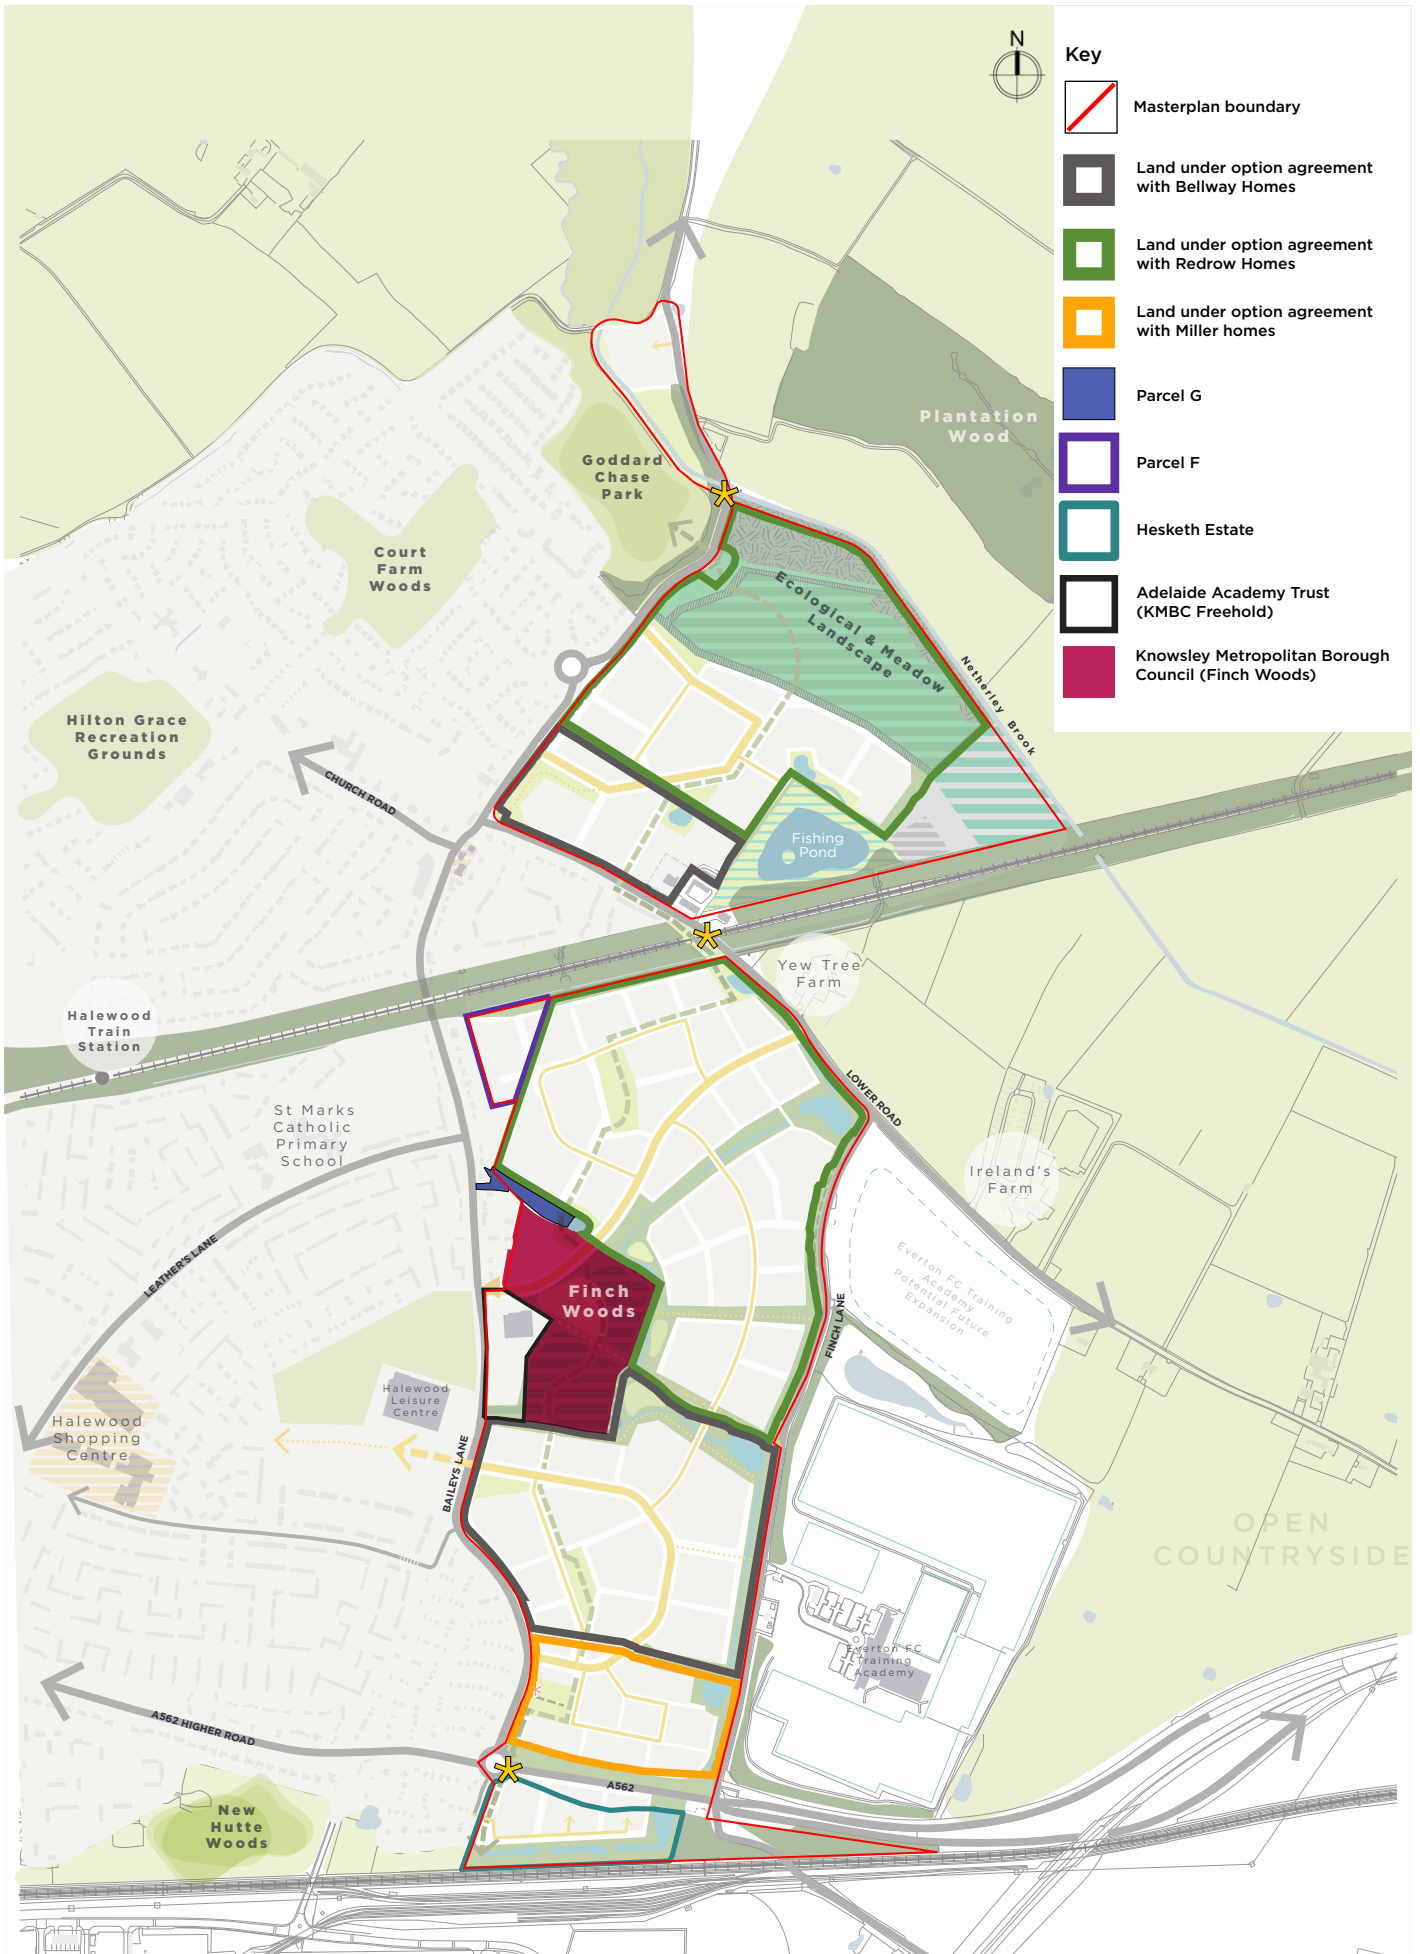 N
Key
Masterplan boundary
Land under option agreement
with Bellway Homes
Land under option agreement
with Redrow Homes
Land under option agreement
with Miller homes
Parcel G
Parcel F
Hesketh Estate
Adelaide Academy Trust
(KMBC Freehold)
Knowsley Metropolitan Borough
Council (Finch Woods)
Plantation
Wood
Goddard
Chase
Park
Court
Farm
Woods
Ecological & Meadow
Landscape
Netherley Brook
Hilton Grace
Recreation
Grounds
CHURCH ROAD
Fishing
Pond
Yew Tree
Farm
Halewood
Train
Station
LOWER ROAD
St Marks
Catholic
Primary
School
Ireland's
Farm
LEATHER'S LANE
Everton FC Training
Academy
Potential Future
Expansion
Finch
Woods
FINCH LANE
Halewood
Leisure
Centre
Halewood
Shopping
Centre
BAILEYS LANE
OPEN
COUNTRYSIDE
Everton FC
Training
Academy
A562 HIGHER ROAD
A562
New
Hutte
Woods